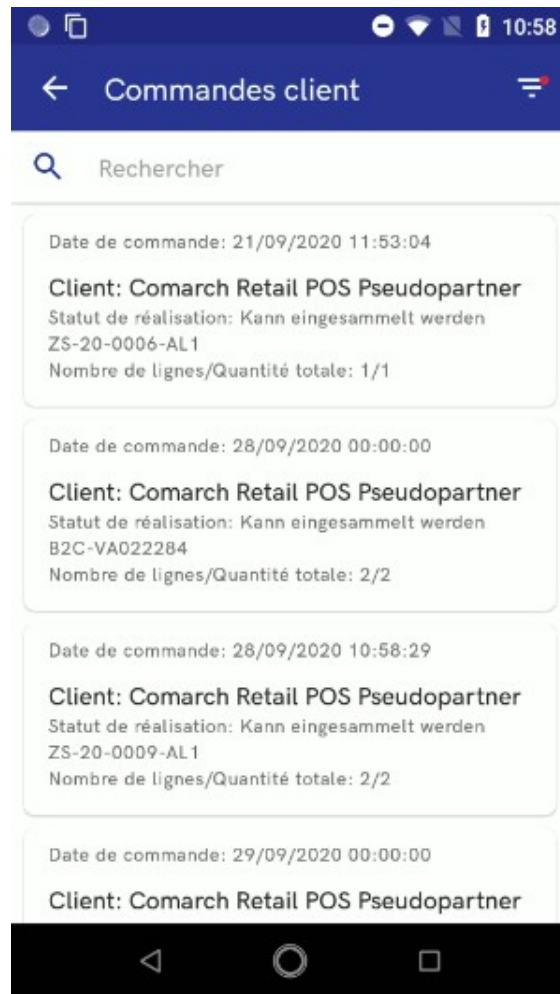 10:58
Commandes client
Rechercher
Date de commande: 21/09/2020 11:53:04
Client: Comarch Retail POS Pseudopartner
Statut de réalisation: Kann eingesammelt werden
ZS-20-0006-AL1
Nombre de lignes/Quantité totale: 1/1
Date de commande: 28/09/2020 00:00:00
Client: Comarch Retail POS Pseudopartner
Statut de réalisation: Kann eingesammelt werden
B2C-VA022284
Nombre de lignes/Quantité totale: 2/2
Date de commande: 28/09/2020 10:58:29
Client: Comarch Retail POS Pseudopartner
Statut de réalisation: Kann eingesammelt werden
ZS-20-0009-AL1
Nombre de lignes/Quantité totale: 2/2
Date de commande: 29/09/2020 00:00:00
Client: Comarch Retail POS Pseudopartner